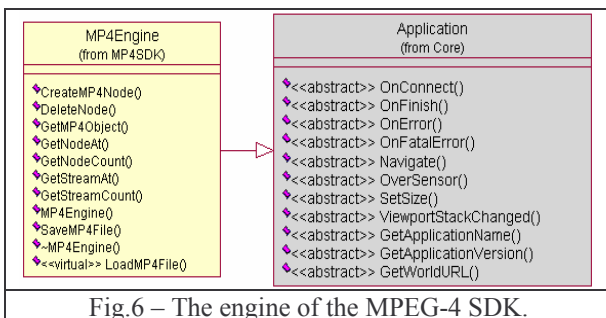 MP4Engine
(from MP4SDK)
CreateMP4Node()
DeleteNode()
GetMP4Object()
GetNodeAt()
GetNodeCount()
GetStreamAt()
GetStreamCount()
MP4Engine()
SaveMP4File()
~MP4Engine()
<<virtual>> LoadMP4File()
Application
(from Core)
<<abstract>> OnConnect()
<<abstract>> OnFinish()
<<abstract>> OnError()
<<abstract>> OnFatalError()
<<abstract>> Navigate()
<<abstract>> OverSensor()
<<abstract>> SetSize()
<<abstract>> ViewportStackChanged()
<<abstract>> GetApplicationName()
<<abstract>> GetApplicationVersion()
<<abstract>> GetWorldURL()
Fig.6 – The engine of the MPEG-4 SDK.